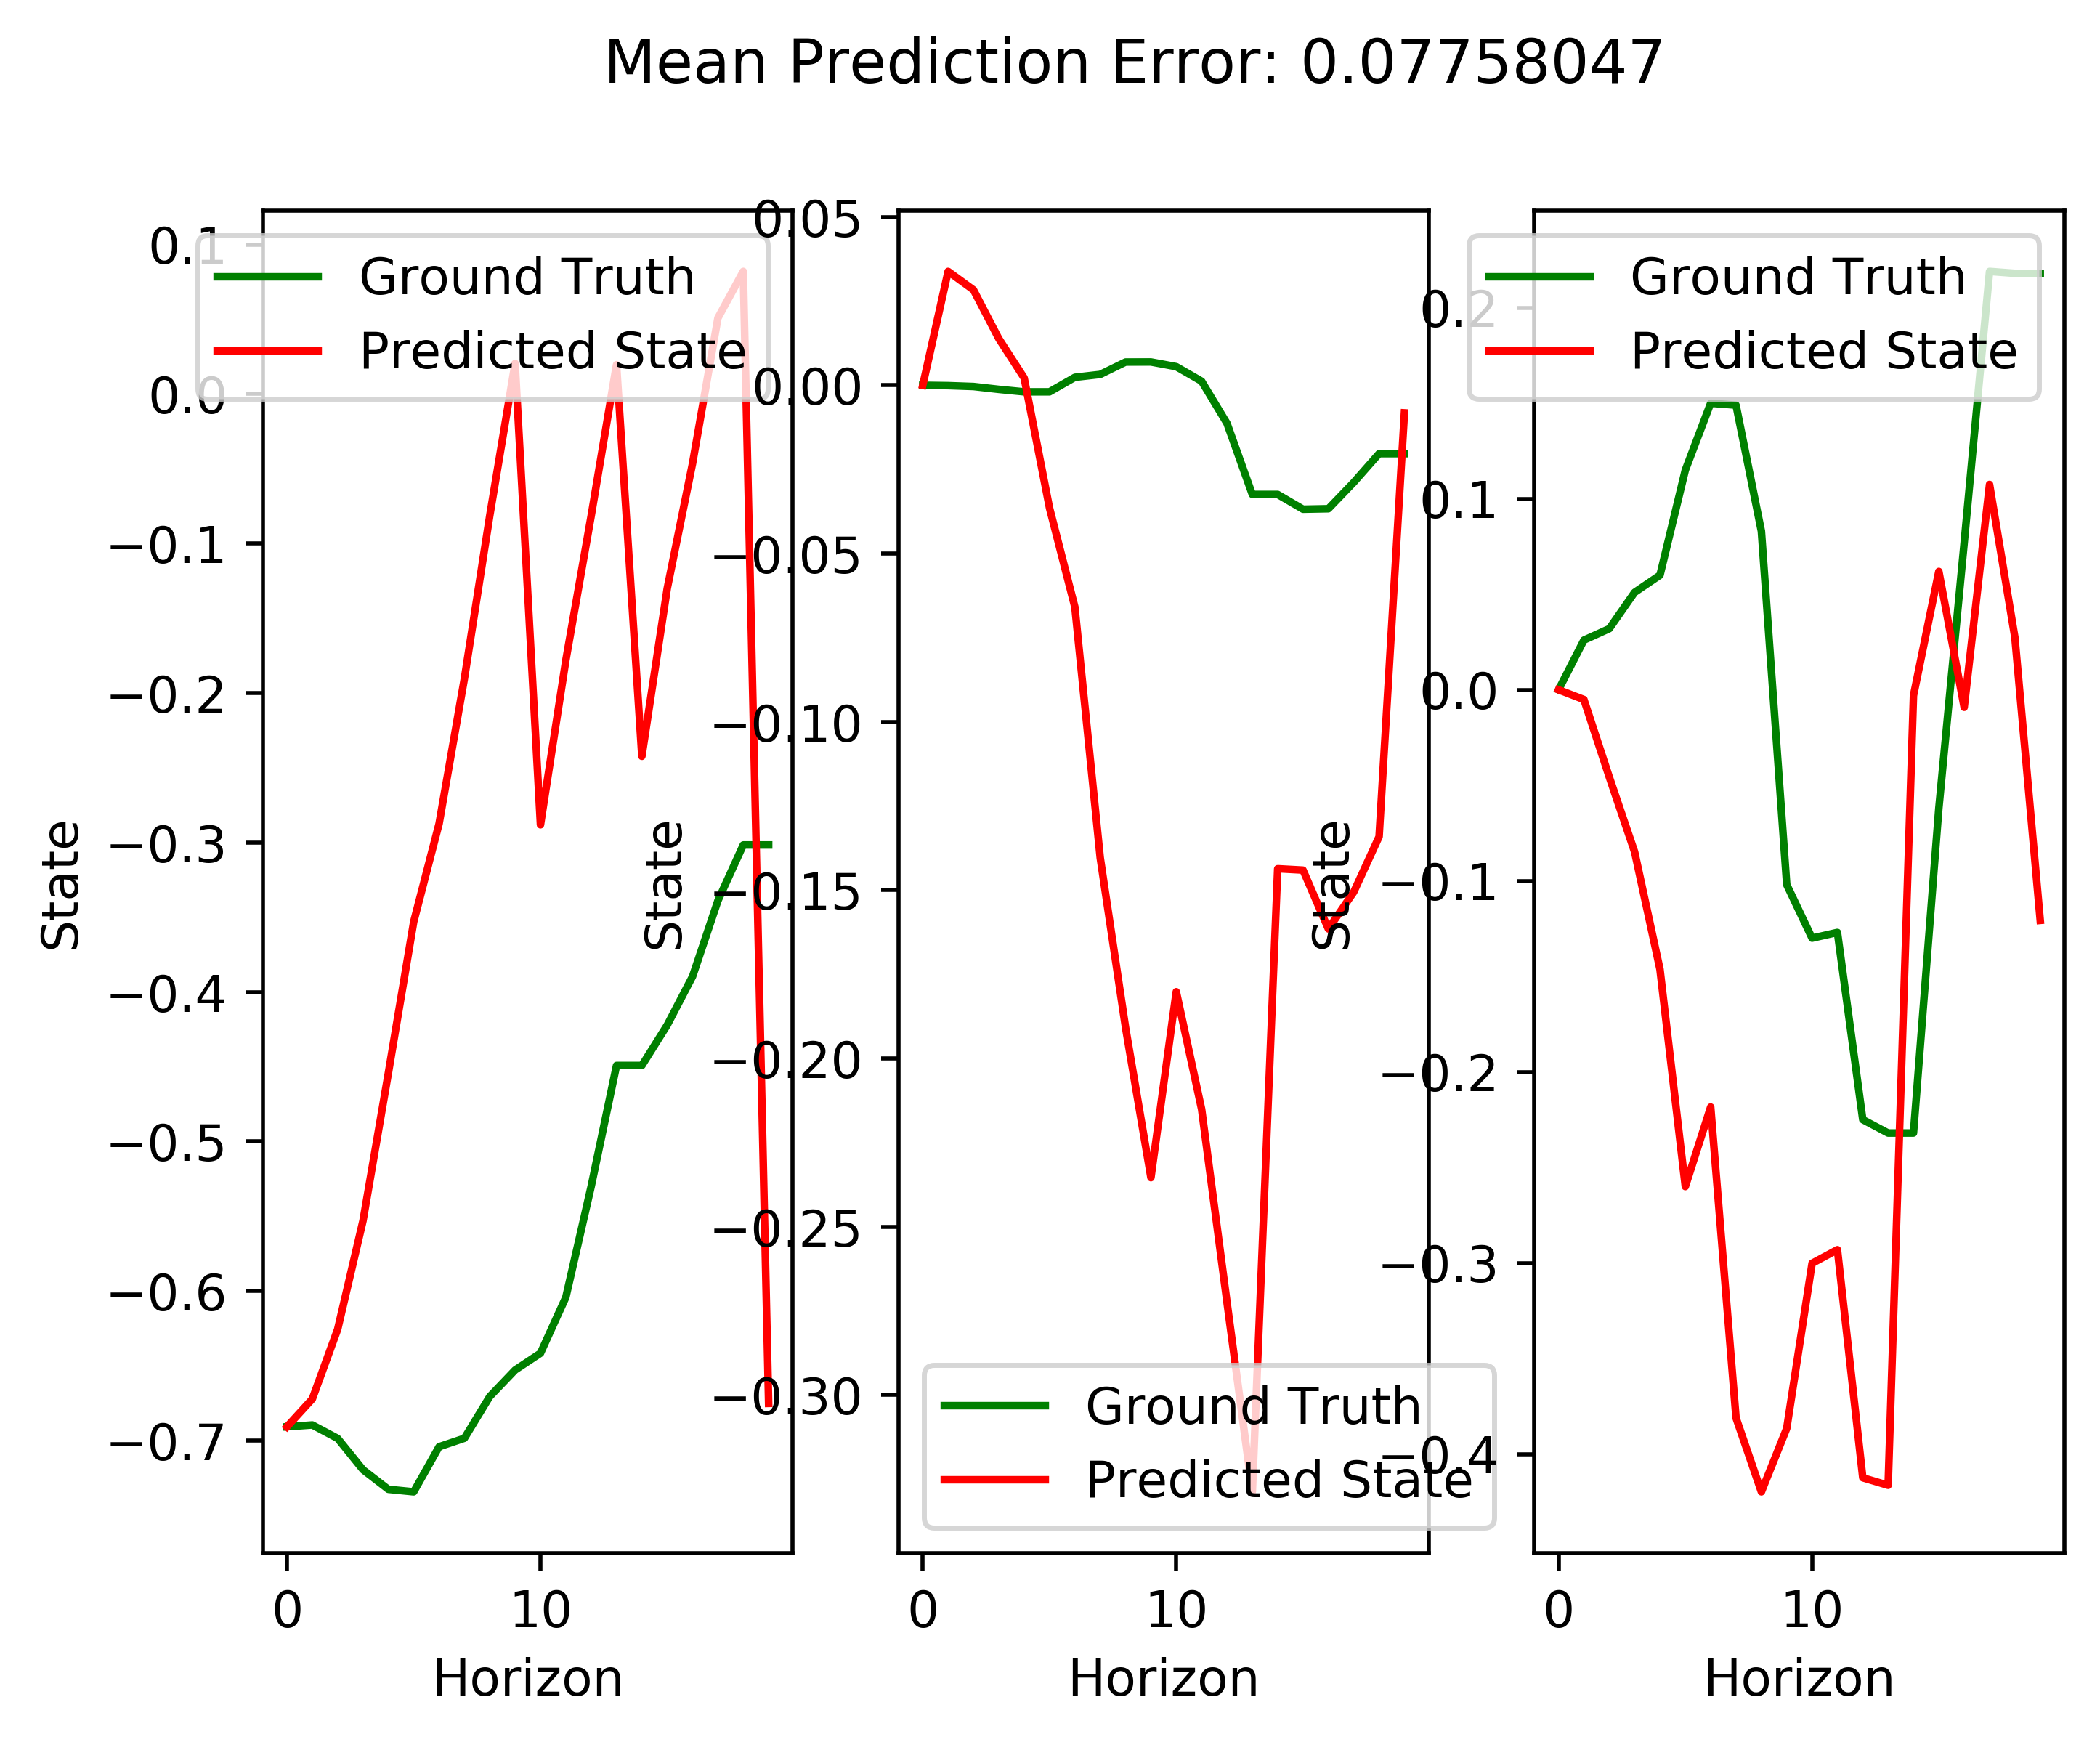 Mean Prediction Error: 0.07758047
State
0.1
0.0
−0.1
−0.2
−0.3
−0.4
−0.5
−0.6
−0.7
Ground Truth
Predicted State
0
10
Horizon
State
0.05
0.00
−0.05
−0.10
−0.15
−0.20
−0.25
−0.30
Ground Truth
Predicted State
0
10
Horizon
State
0.2
0.1
0.0
−0.1
−0.2
−0.3
−0.4
Ground Truth
Predicted State
0
10
Horizon